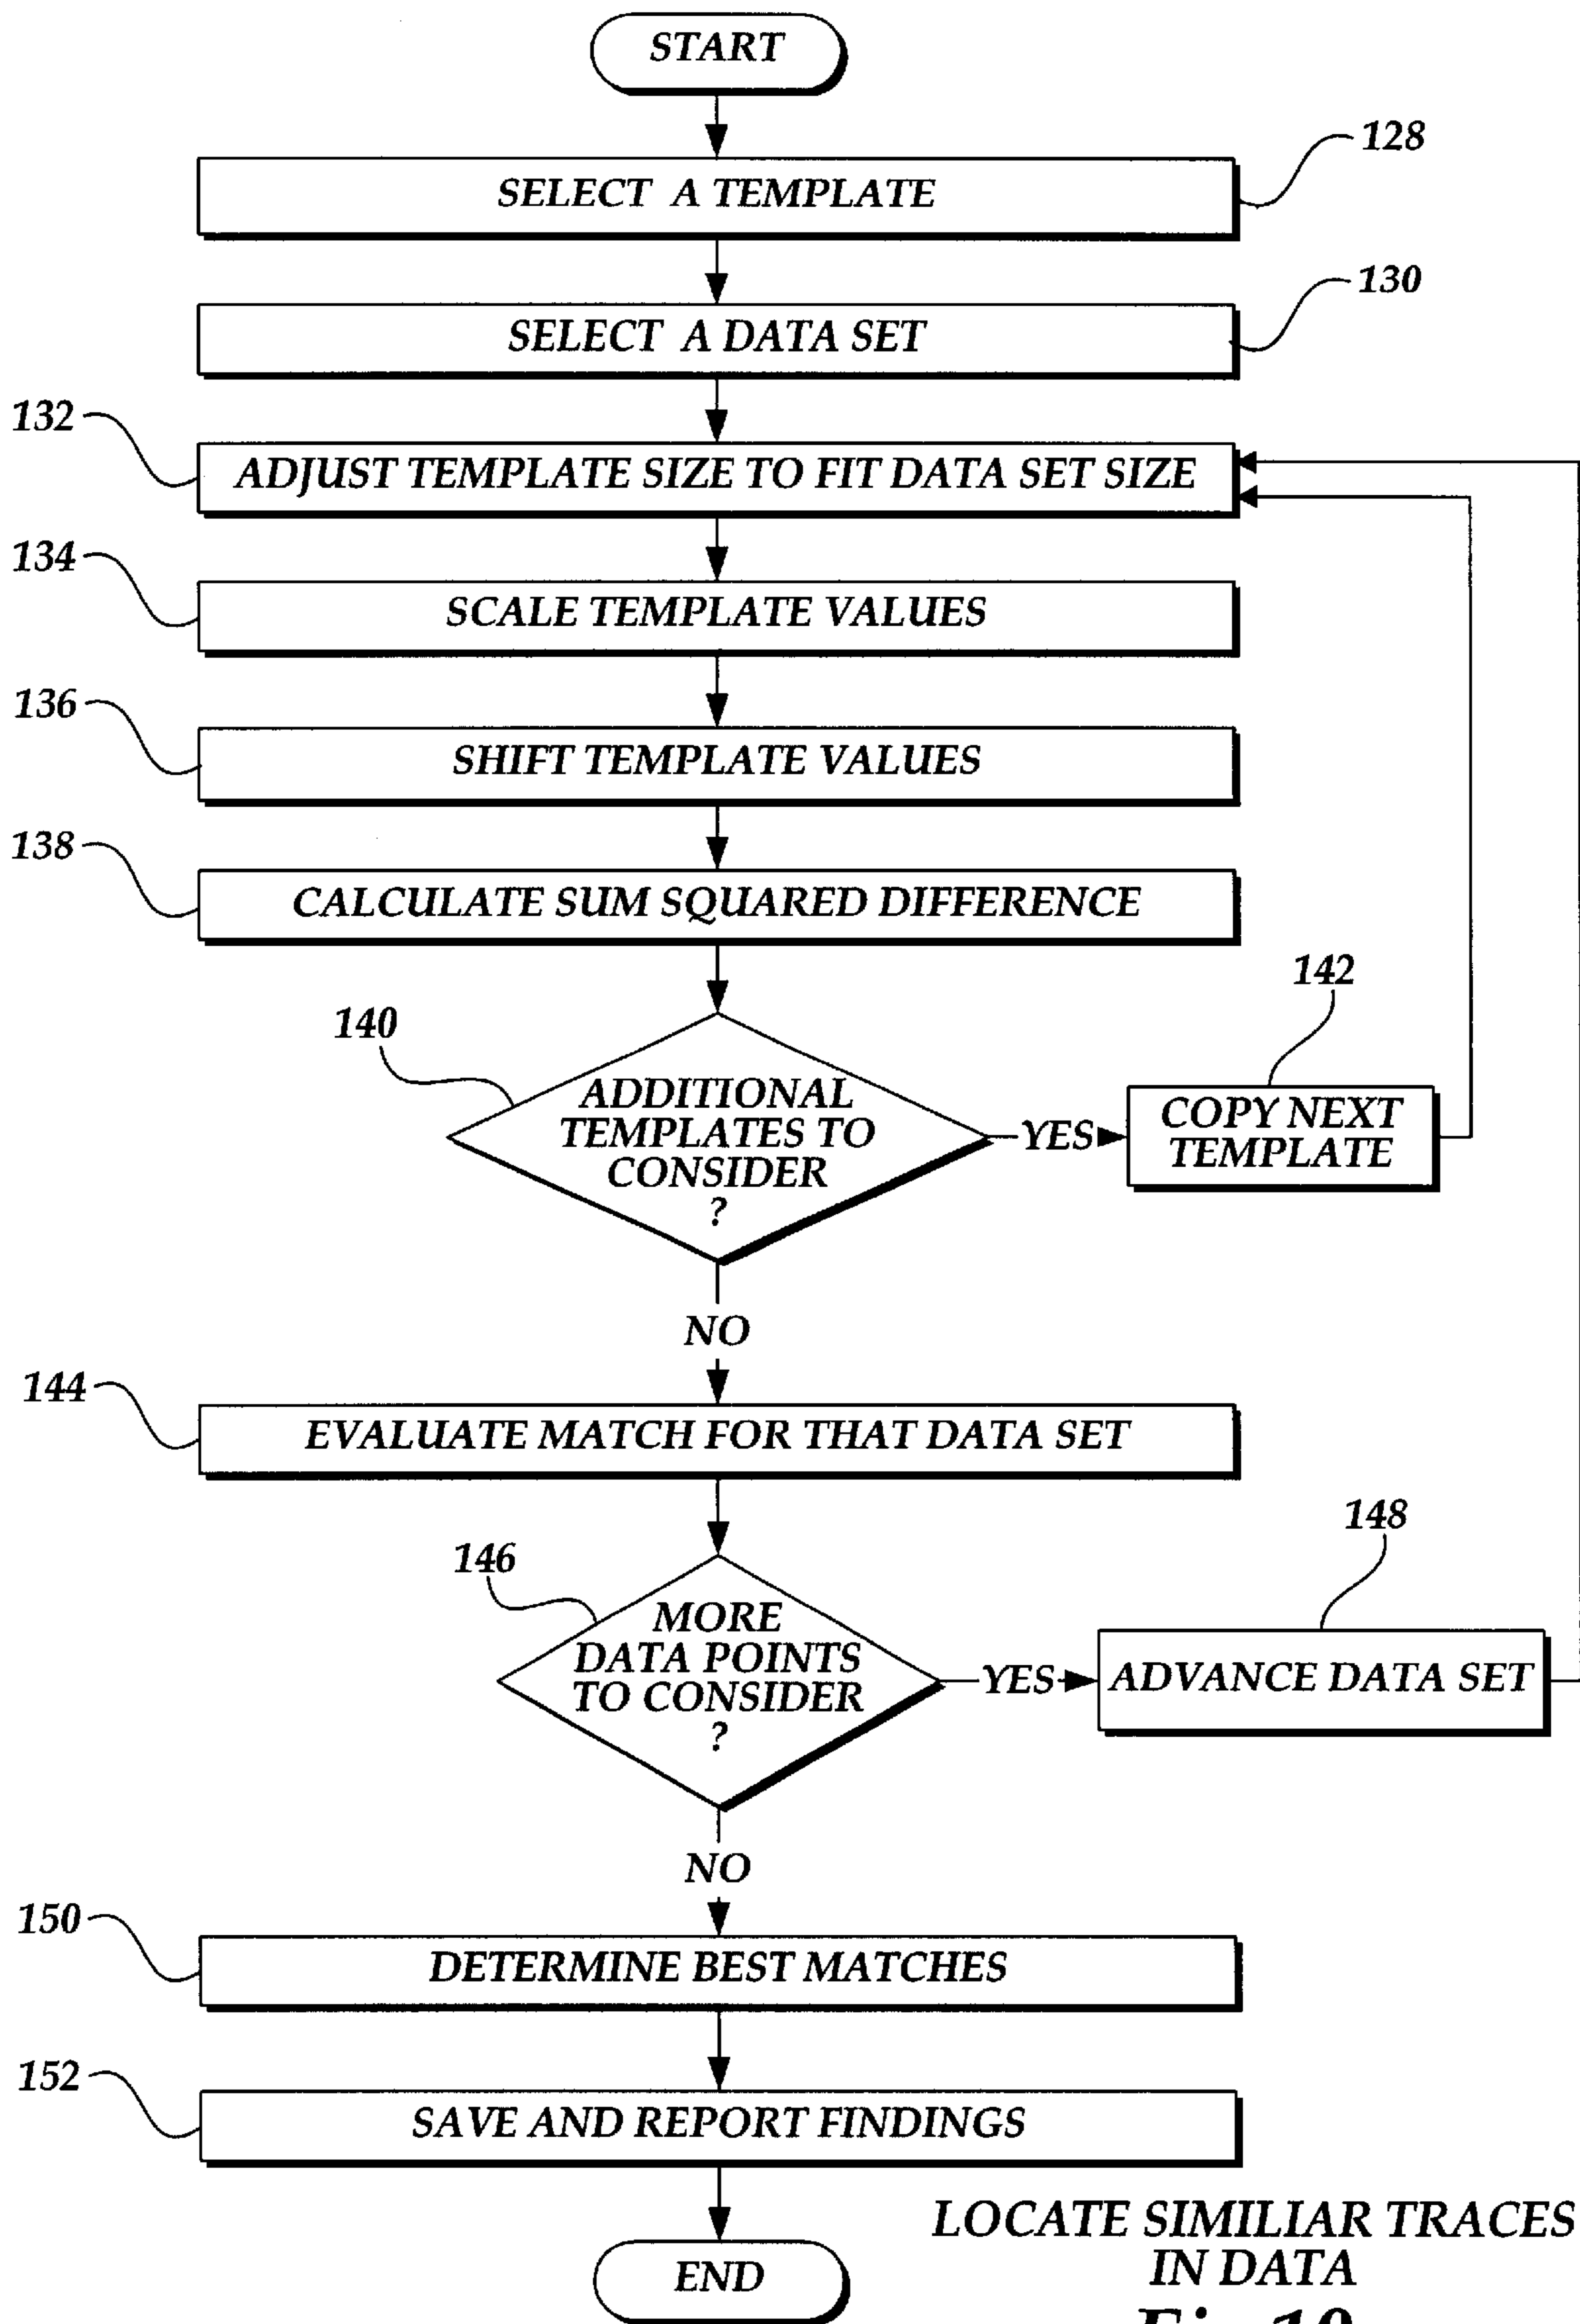 START
128
SELECT A TEMPLATE
130
SELECT A DATA SET
132
ADJUST TEMPLATE SIZE TO FIT DATA SET SIZE
134
SCALE TEMPLATE VALUES
136
SHIFT TEMPLATE VALUES
138
CALCULATE SUM SQUARED DIFFERENCE
140
ADDITIONAL
TEMPLATES TO
CONSIDER
?
YES
142
COPY NEXT
TEMPLATE
NO
144
EVALUATE MATCH FOR THAT DATA SET
146
MORE
DATA POINTS
TO CONSIDER
?
YES
148
ADVANCE DATA SET
NO
150
DETERMINE BEST MATCHES
152
SAVE AND REPORT FINDINGS
END
LOCATE SIMILIAR TRACES
IN DATA